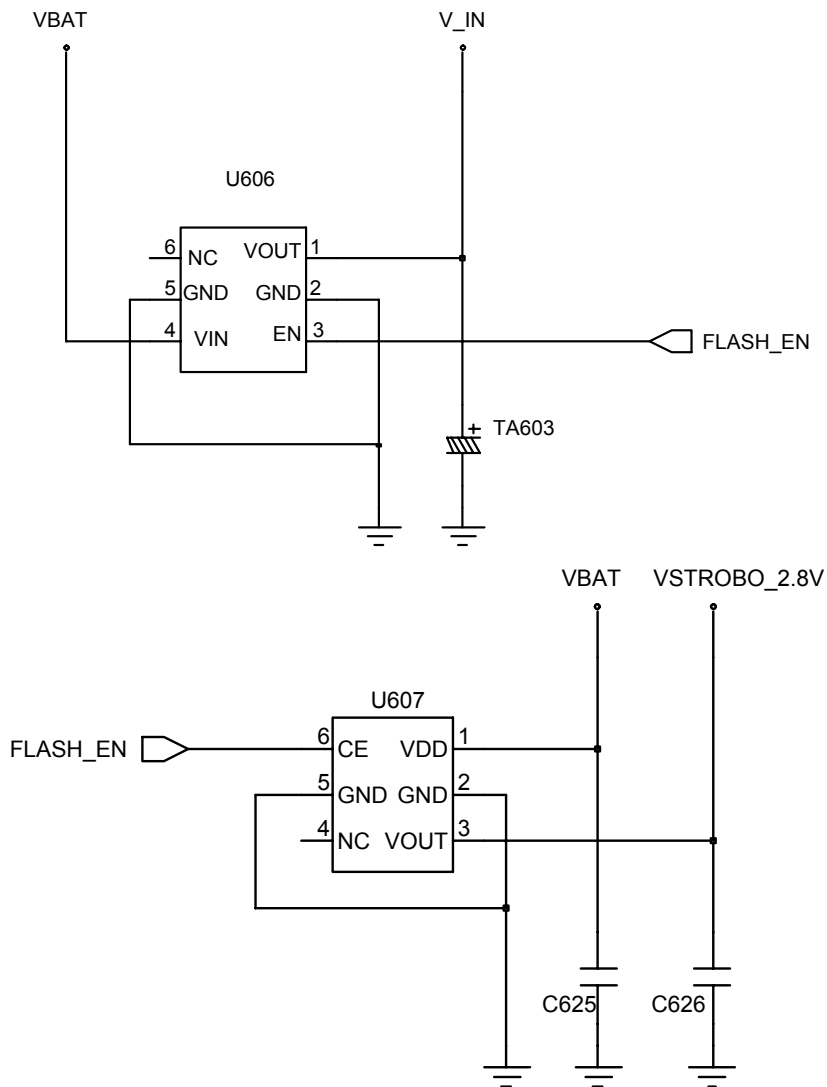 VBAT V_IN
U606
6 NC VOUT 1
5 GND GND 2
4 VIN EN 3
FLASH_EN
+ TA603
VBAT VSTROBO_2.8V
U607
FLASH_EN 6 CE VDD 1
5 GND GND 2
4 NC VOUT 3
C625 C626